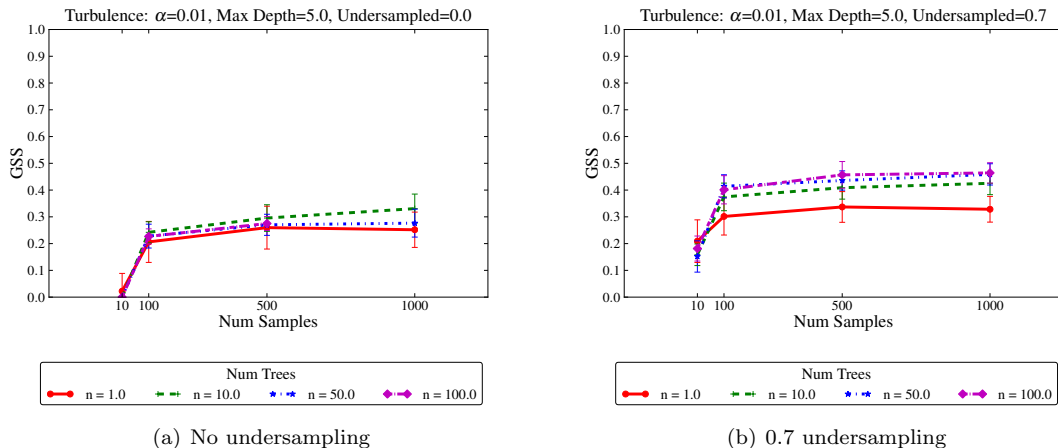 Turbulence: α=0.01, Max Depth=5.0, Undersampled=0.0
1.0
0.9
0.8
0.7
0.6
0.5
0.4
0.3
0.2
0.1
0.0
GSS
10 100 500 1000
Num Samples
Num Trees
n = 1.0 n = 10.0 n = 50.0 n = 100.0
(a) No undersampling
Turbulence: α=0.01, Max Depth=5.0, Undersampled=0.7
1.0
0.9
0.8
0.7
0.6
0.5
0.4
0.3
0.2
0.1
0.0
GSS
10 100 500 1000
Num Samples
Num Trees
n = 1.0 n = 10.0 n = 50.0 n = 100.0
(b) 0.7 undersampling